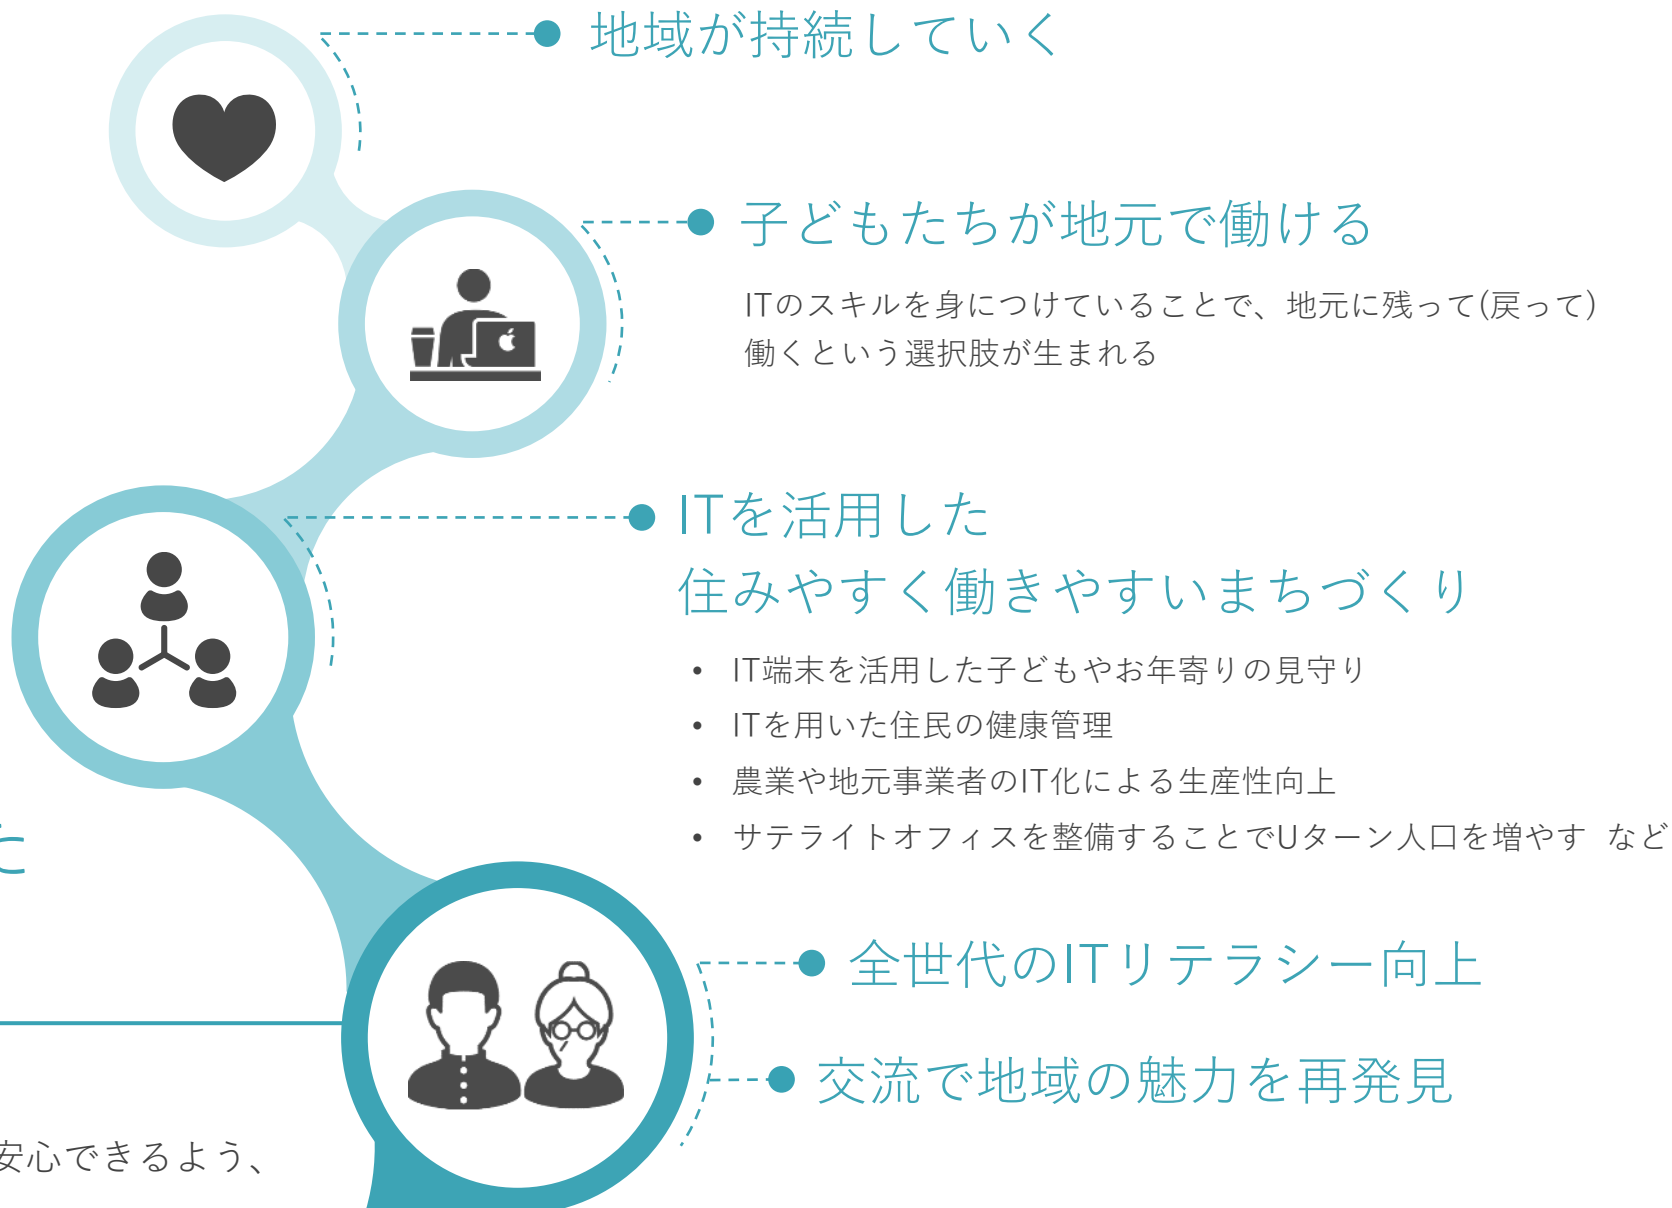 地域が持続していく
子どもたちが地元で働ける
ITのスキルを身につけていることで、地元に残って(戻って)
働くという選択肢が生まれる
ITを活用した
住みやすく働きやすいまちづくり
• IT端末を活用した子どもやお年寄りの見守り
• ITを用いた住民の健康管理
• 農業や地元事業者のIT化による生産性向上
• サテライトオフィスを整備することでUターン人口を増やす など
全世代のITリテラシー向上
交流で地域の魅力を再発見
安心できるよう、